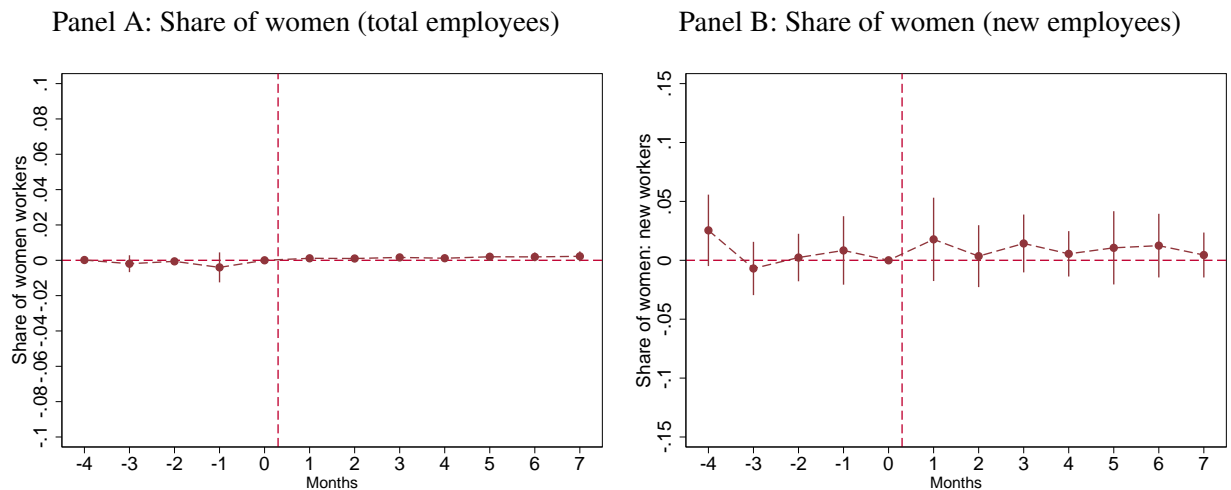 Panel A: Share of women (total employees)
Share of women workers
.1
.08
.06
.04
.02
0
-.02
-.04
-.06
-.08
-.1
-4 -3 -2 -1 0 1 2 3 4 5 6 7
Months
Panel B: Share of women (new employees)
Share of women: new workers
.15
.1
.05
0
-.05
-.1
-.15
-4 -3 -2 -1 0 1 2 3 4 5 6 7
Months